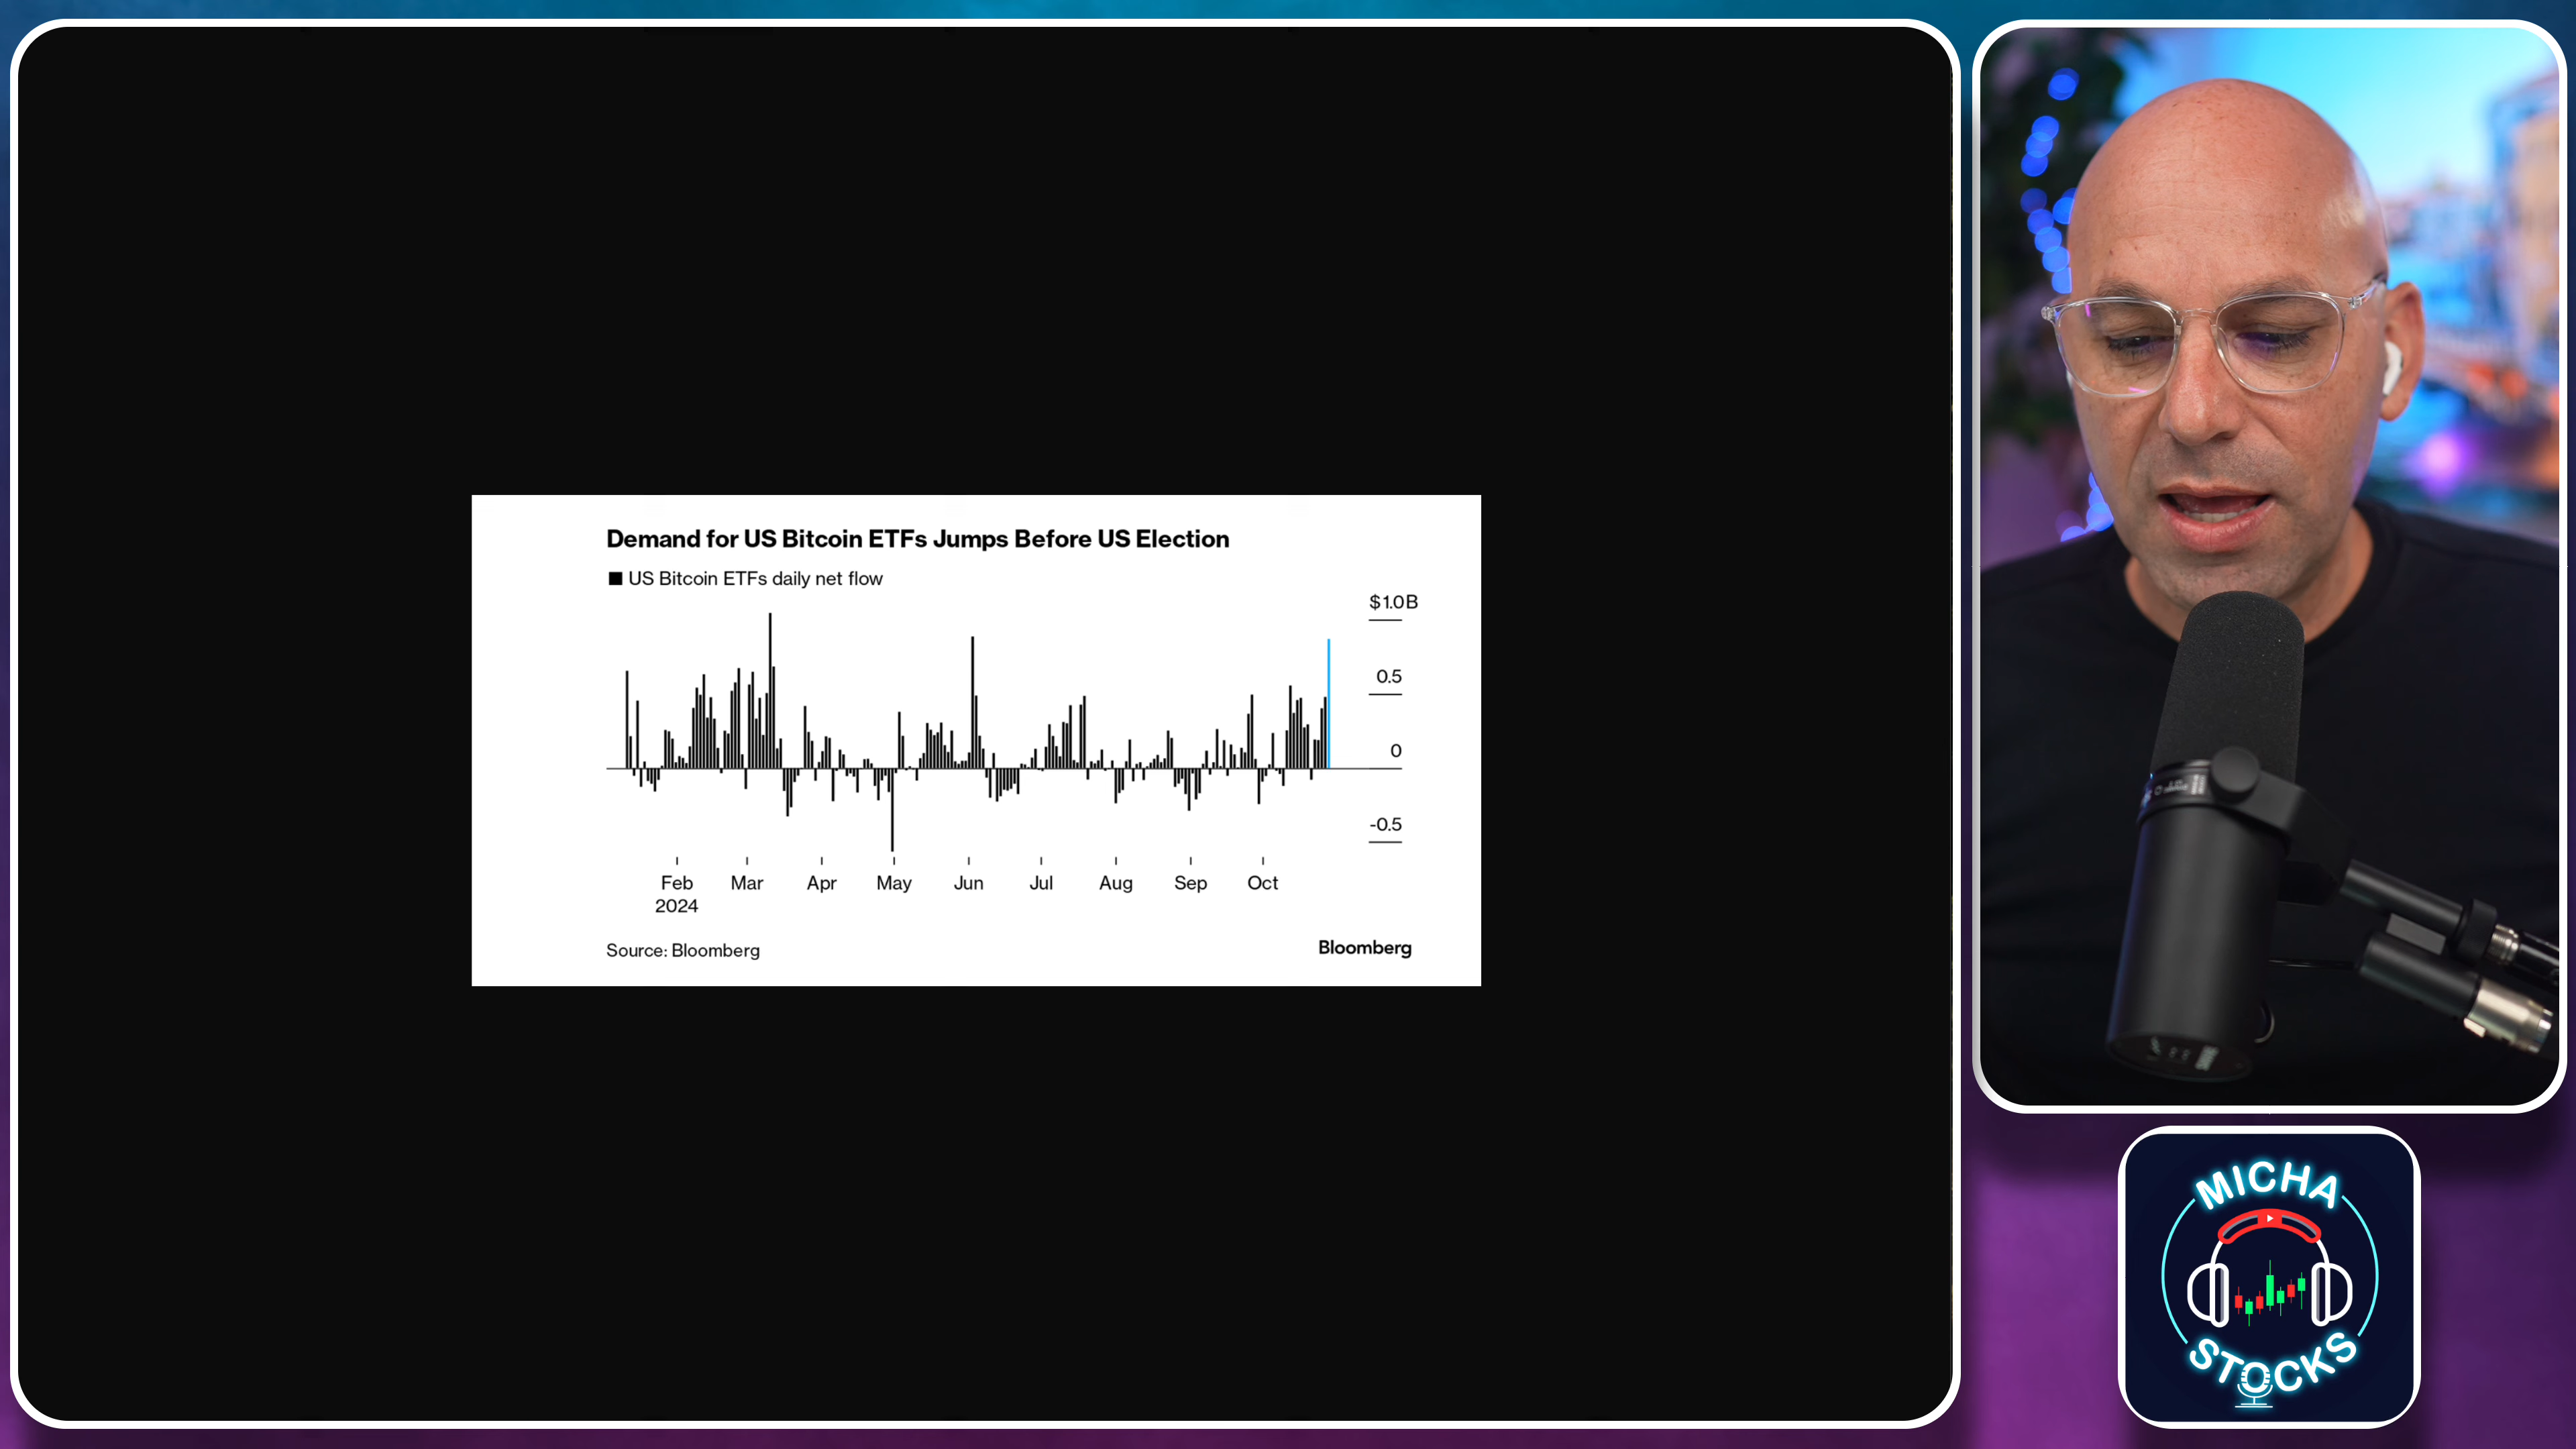 Demand for US Bitcoin ETFs Jumps Before US Election
US Bitcoin ETFs daily net flow
$1.0B
0.5
0
-0.5
Feb Mar Apr May Jun Jul Aug Sep Oct
2024
Source: Bloomberg
Bloomberg
MICHA
STOCKS